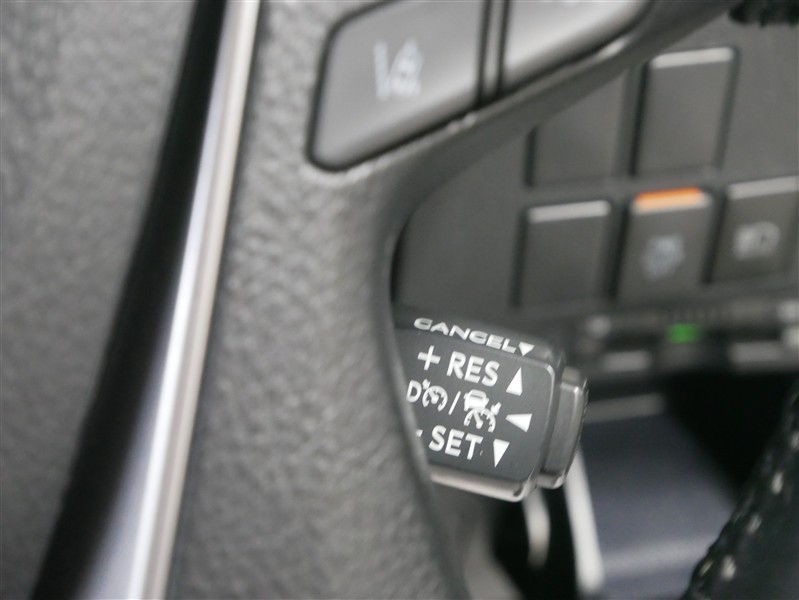 CANCEL▼
+ RES ▲
/ ◀
- SET ▼